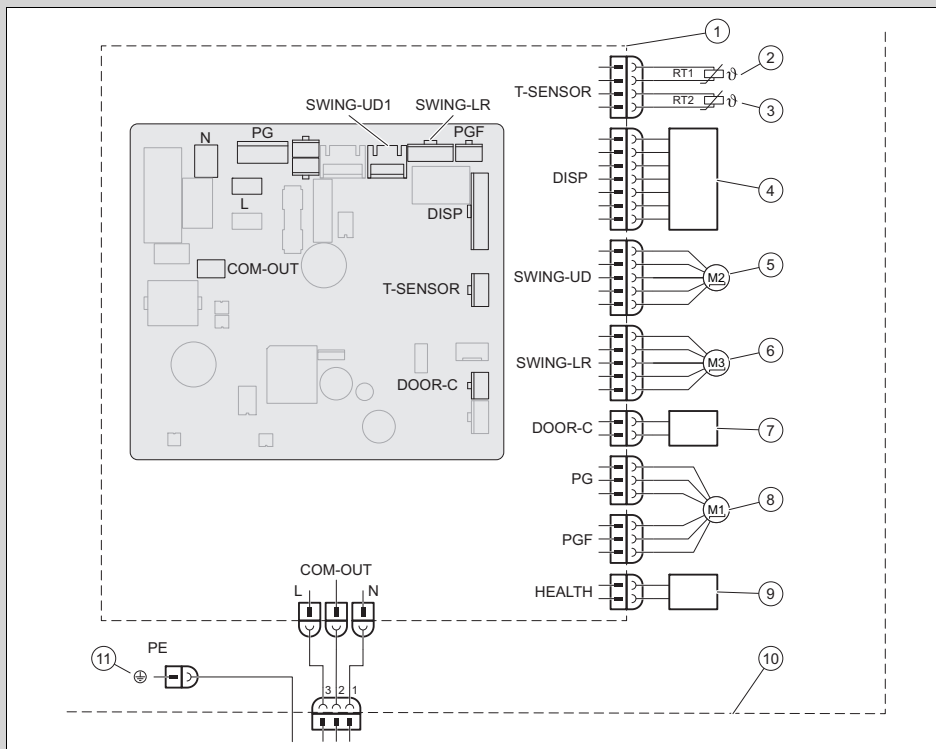 1
2
RT1
ϑ
T-SENSOR
RT2
ϑ
3
SWING-UD1
SWING-LR
N
PG
PGF
L
DISP
DISP
4
COM-OUT
T-SENSOR
SWING-UD
M2
5
SWING-LR
M3
6
DOOR-C
DOOR-C
7
PG
M1
8
PGF
COM-OUT
L
N
HEALTH
9
PE
11
3 2 1
10